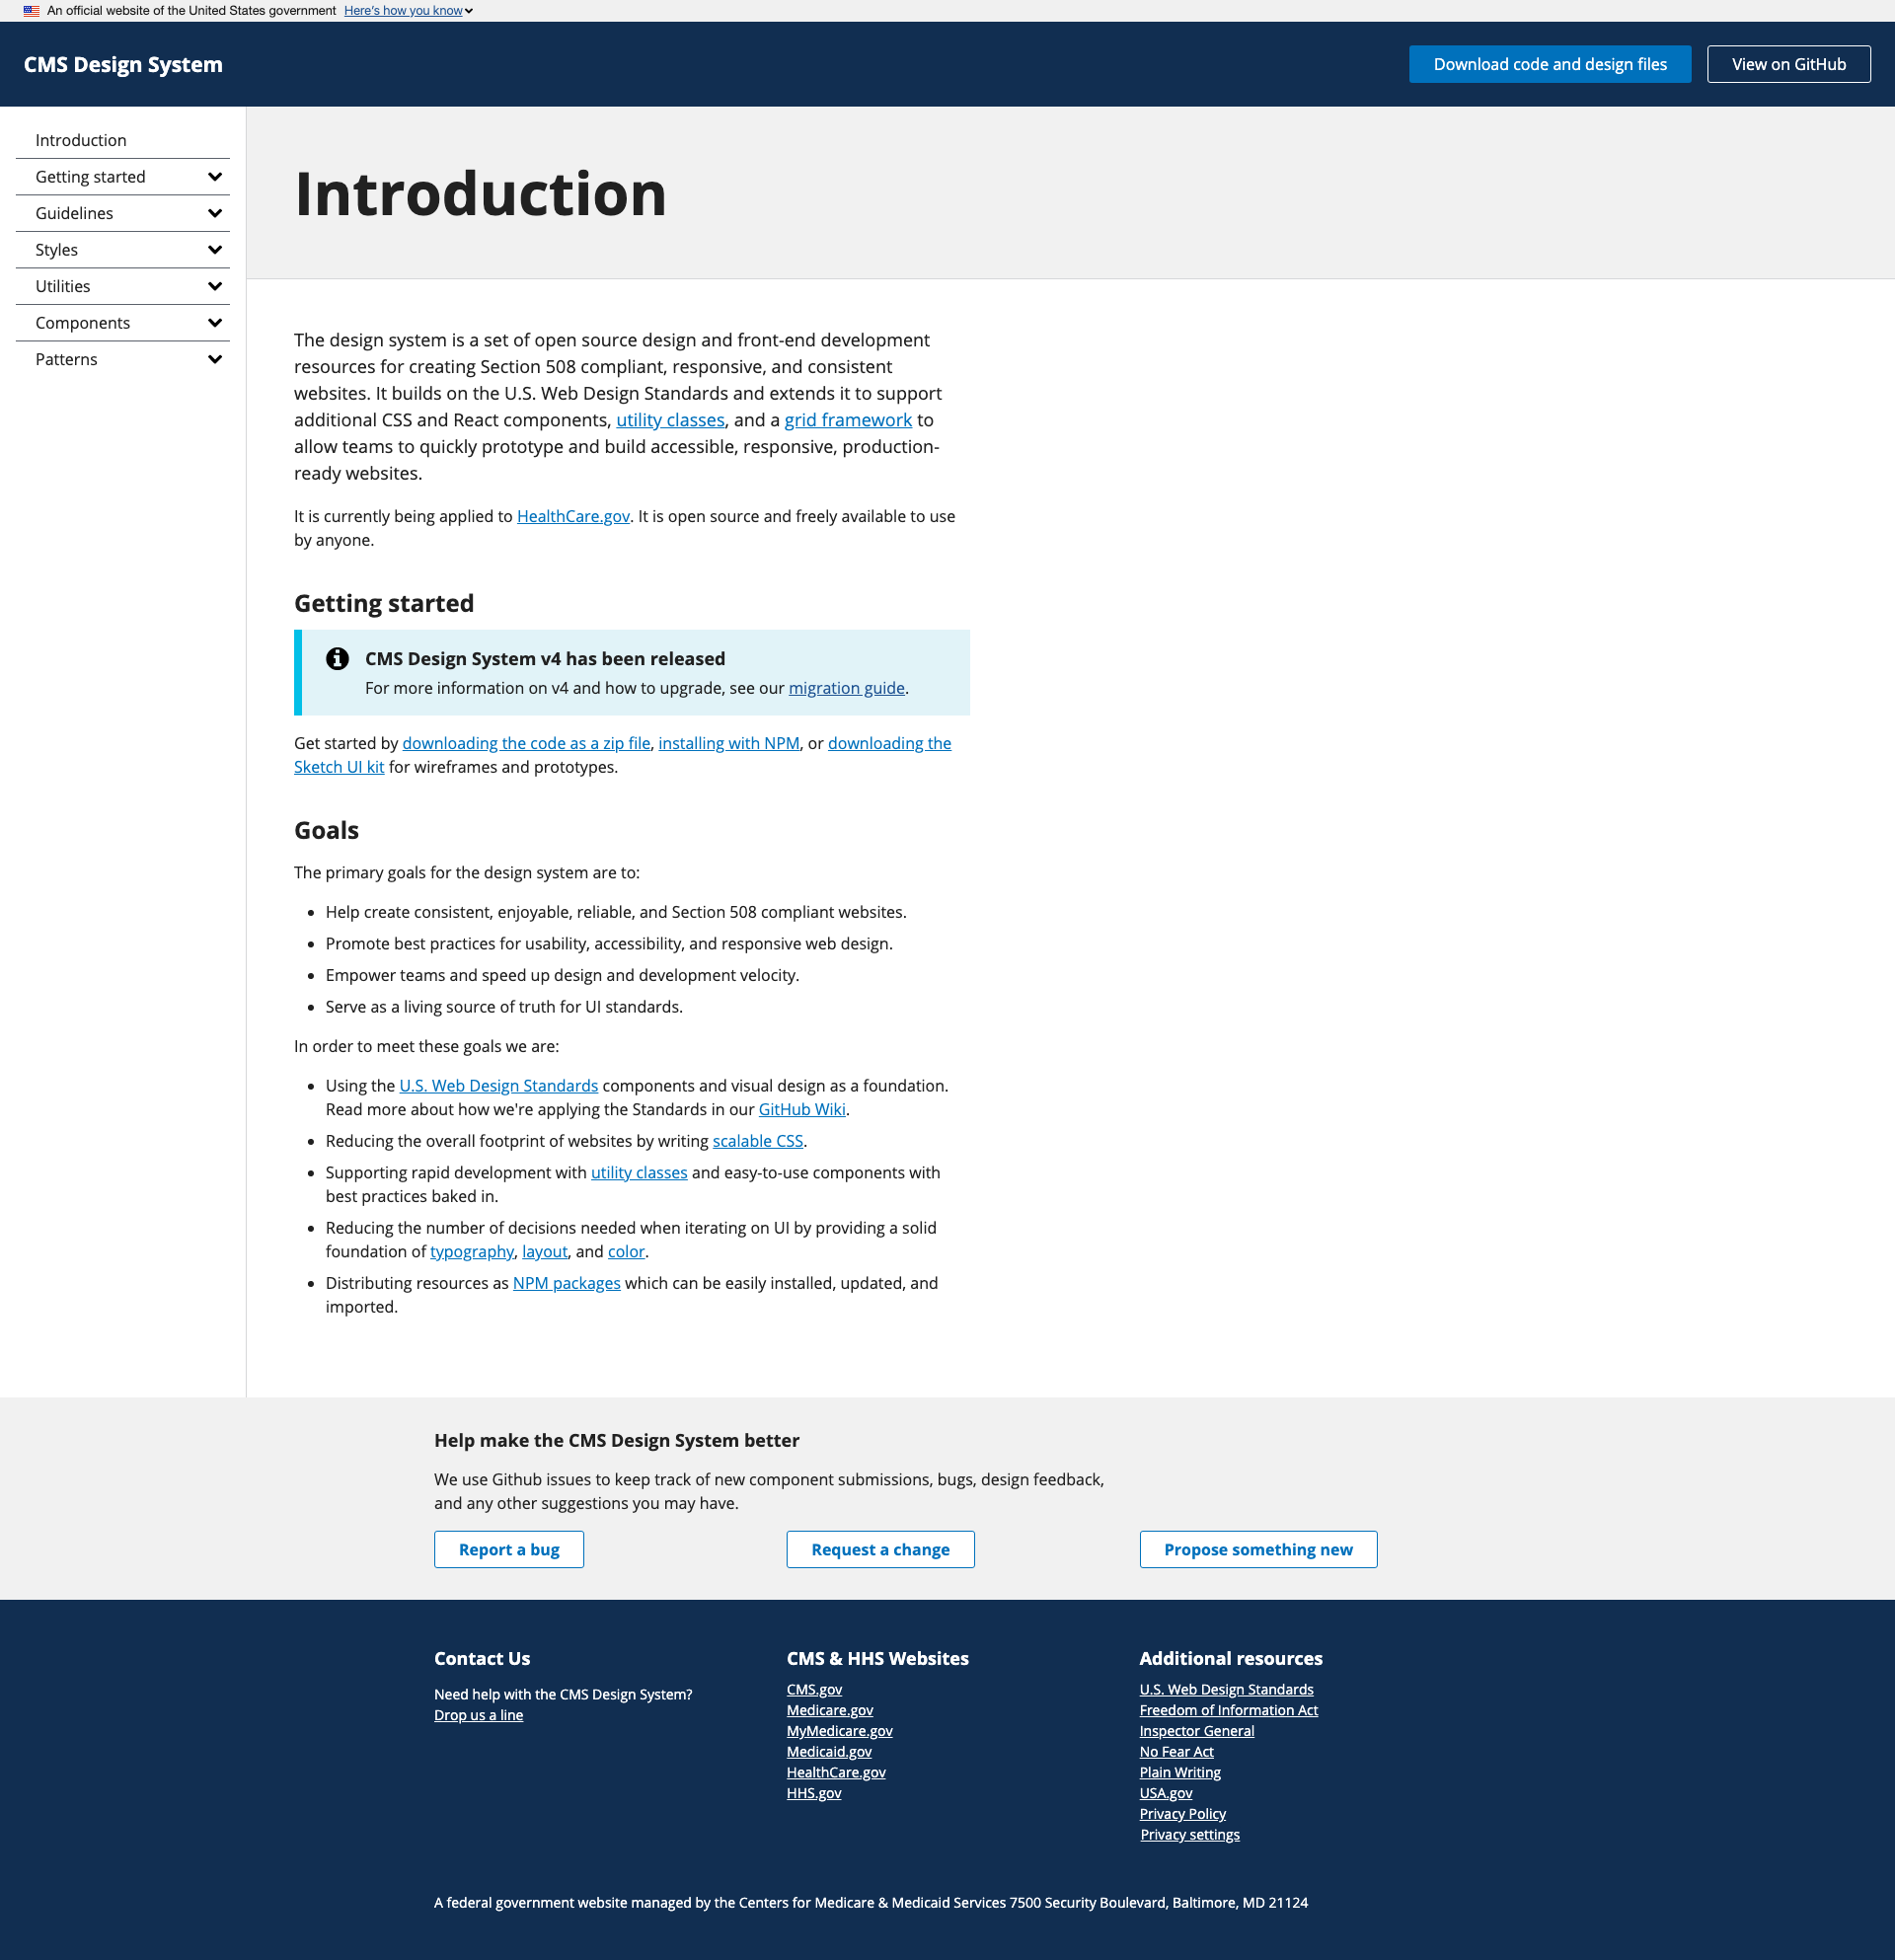 An official website of the United States government Here's how you know
CMS Design System
Download code and design files
View on GitHub
Introduction
Getting started
Guidelines
Styles
Utilities
Components
Patterns
Introduction
The design system is a set of open source design and front-end development
resources for creating Section 508 compliant, responsive, and consistent
websites. It builds on the U.S. Web Design Standards and extends it to support
additional CSS and React components, utility classes, and a grid framework to
allow teams to quickly prototype and build accessible, responsive, production-
ready websites.
It is currently being applied to HealthCare.gov. It is open source and freely available to use
by anyone.
Getting started
CMS Design System v4 has been released
For more information on v4 and how to upgrade, see our migration guide.
Get started by downloading the code as a zip file, installing with NPM, or downloading the
Sketch UI kit for wireframes and prototypes.
Goals
The primary goals for the design system are to:
Help create consistent, enjoyable, reliable, and Section 508 compliant websites.
Promote best practices for usability, accessibility, and responsive web design.
Empower teams and speed up design and development velocity.
Serve as a living source of truth for UI standards.
In order to meet these goals we are:
Using the U.S. Web Design Standards components and visual design as a foundation.
Read more about how we're applying the Standards in our GitHub Wiki.
Reducing the overall footprint of websites by writing scalable CSS.
Supporting rapid development with utility classes and easy-to-use components with
best practices baked in.
Reducing the number of decisions needed when iterating on UI by providing a solid
foundation of typography, layout, and color.
Distributing resources as NPM packages which can be easily installed, updated, and
imported.
Help make the CMS Design System better
We use Github issues to keep track of new component submissions, bugs, design feedback,
and any other suggestions you may have.
Report a bug
Request a change
Propose something new
Contact Us
Need help with the CMS Design System?
Drop us a line
CMS & HHS Websites
CMS.gov
Medicare.gov
MyMedicare.gov
Medicaid.gov
HealthCare.gov
HHS.gov
Additional resources
U.S. Web Design Standards
Freedom of Information Act
Inspector General
No Fear Act
Plain Writing
USA.gov
Privacy Policy
Privacy settings
A federal government website managed by the Centers for Medicare & Medicaid Services 7500 Security Boulevard, Baltimore, MD 21124